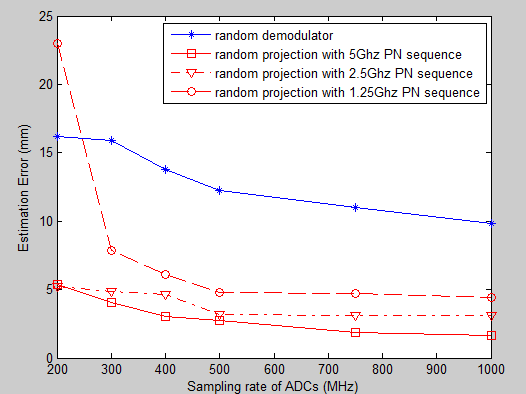 25
20
15
10
5
0
Estimation Error (mm)
random demodulator
random projection with 5Ghz PN sequence
random projection with 2.5Ghz PN sequence
random projection with 1.25Ghz PN sequence
200 300 400 500 600 700 800 900 1000
Sampling rate of ADCs (MHz)